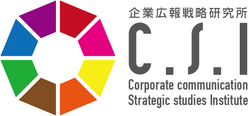 企業広報戦略研究所
C.S.I
Corporate communication
Strategic studies Institute